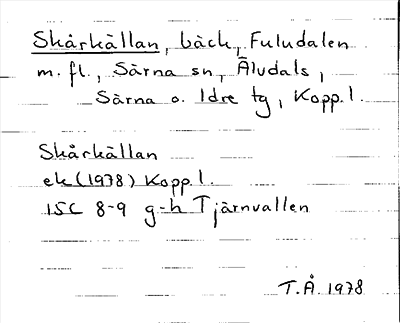 Skårkällan, bäck, Fuludalen
m. fl., Särna sn, Äludals,
Särna o. Idre tg, Kopp. l.
Skårkällan
ek (1978) Kopp. l.
15C 8-9 g-h Tjärnvallen
T.Å. 1978